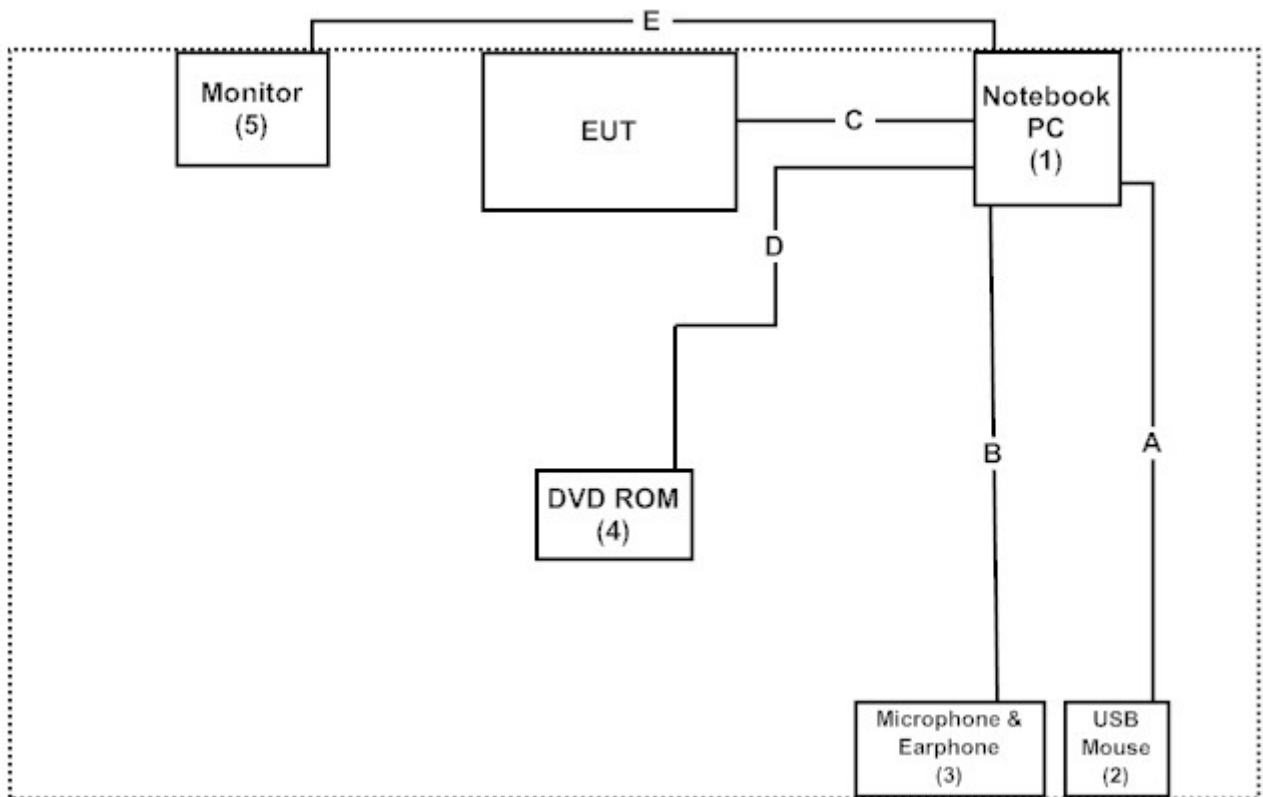 E
Monitor
(5)
EUT
C
Notebook
PC
(1)
D
B
A
DVD ROM
(4)
Microphone &
Earphone
(3)
USB
Mouse
(2)